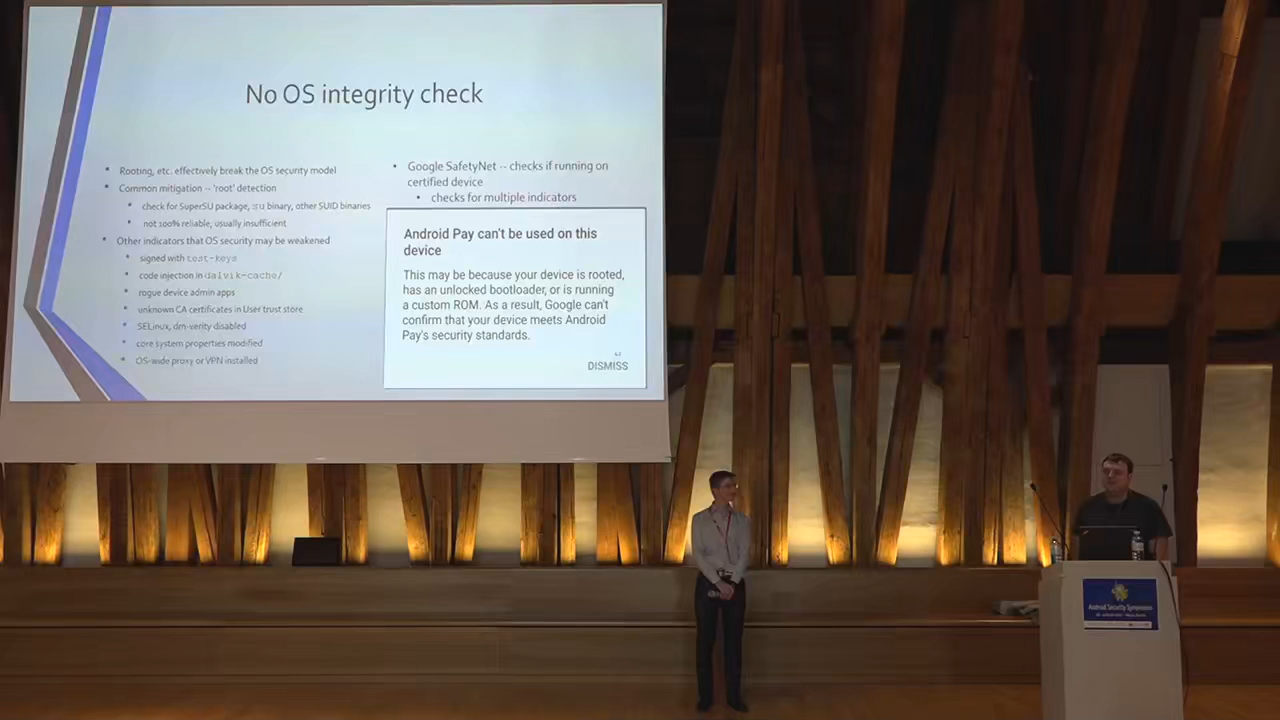 No OS integrity check
Rooting, etc. effectively break the OS security model
Common mitigation -- 'root' detection
check for SuperSU package, su binary, other SUID binaries
not 100% reliable, usually insufficient
Other indicators that OS security may be weakened
signed with test-keys
code injection in dalvik-cache/
rogue device admin apps
unknown CA certificates in User trust store
SELinux, dm-verity disabled
core system properties modified
OS-wide proxy or VPN installed
Google SafetyNet -- checks if running on
certified device
checks for multiple indicators
Android Pay can't be used on this
device
This may be because your device is rooted,
has an unlocked bootloader, or is running
a custom ROM. As a result, Google can't
confirm that your device meets Android
Pay's security standards.
DISMISS
Android Security Symposium